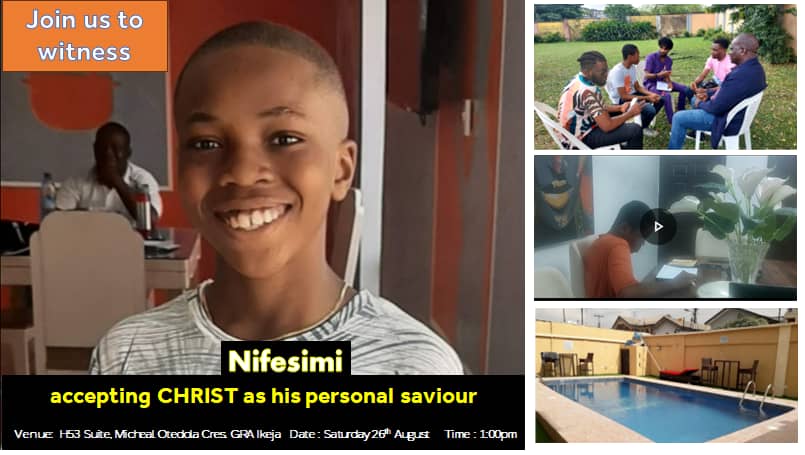 Join us to
witness
Nifesimi
accepting CHRIST as his personal saviour
Venue: H53 Suite, Micheal Otedola Cres. GRA Ikeja Date : Saturday 26th August Time : 1:00pm